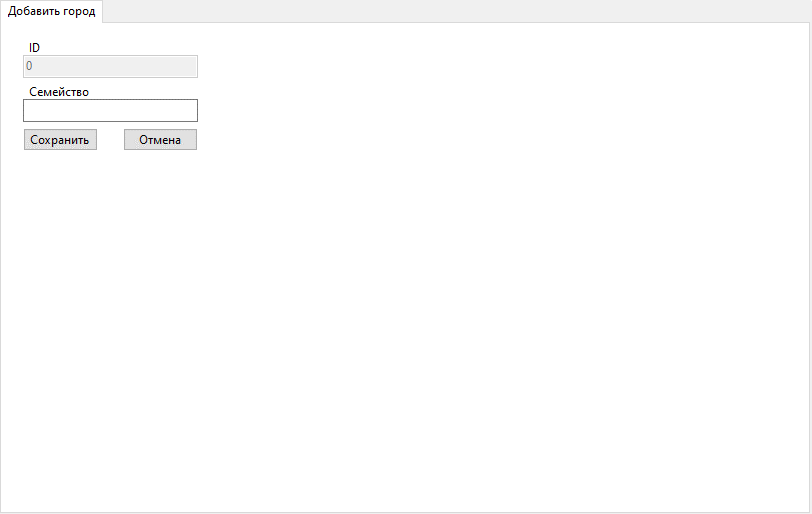 Добавить город
ID
0
Семейство
Сохранить Отмена